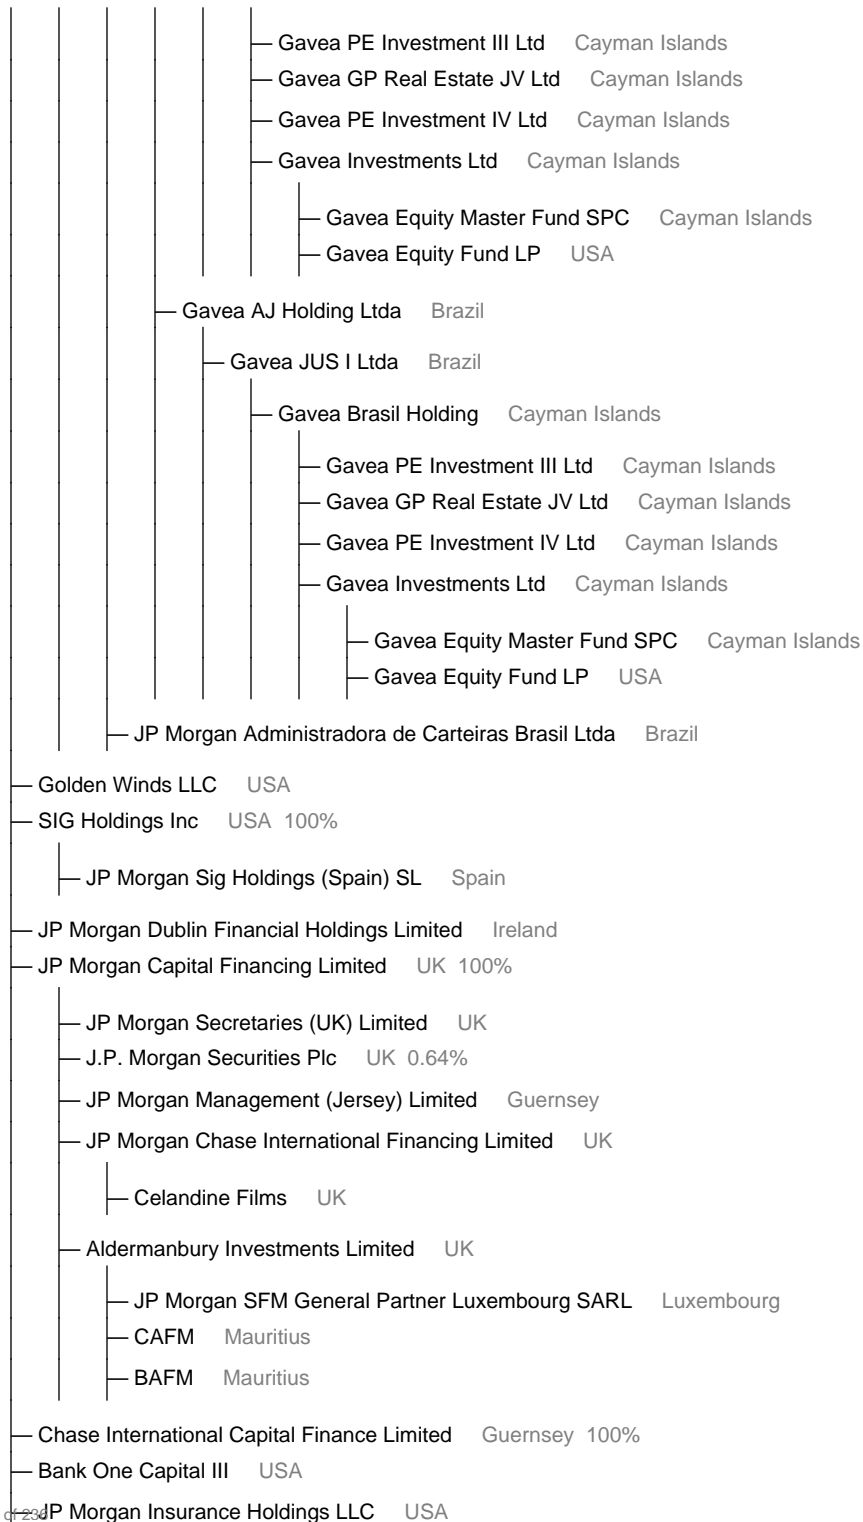 Gavea PE Investment III Ltd Cayman Islands
Gavea GP Real Estate JV Ltd Cayman Islands
Gavea PE Investment IV Ltd Cayman Islands
Gavea Investments Ltd Cayman Islands
Gavea Equity Master Fund SPC Cayman Islands
Gavea Equity Fund LP USA
Gavea AJ Holding Ltda Brazil
Gavea JUS I Ltda Brazil
Gavea Brasil Holding Cayman Islands
Gavea PE Investment III Ltd Cayman Islands
Gavea GP Real Estate JV Ltd Cayman Islands
Gavea PE Investment IV Ltd Cayman Islands
Gavea Investments Ltd Cayman Islands
Gavea Equity Master Fund SPC Cayman Islands
Gavea Equity Fund LP USA
JP Morgan Administradora de Carteiras Brasil Ltda Brazil
Golden Winds LLC USA
SIG Holdings Inc USA 100%
JP Morgan Sig Holdings (Spain) SL Spain
JP Morgan Dublin Financial Holdings Limited Ireland
JP Morgan Capital Financing Limited UK 100%
JP Morgan Secretaries (UK) Limited UK
J.P. Morgan Securities Plc UK 0.64%
JP Morgan Management (Jersey) Limited Guernsey
JP Morgan Chase International Financing Limited UK
Celandine Films UK
Aldermanbury Investments Limited UK
JP Morgan SFM General Partner Luxembourg SARL Luxembourg
CAFM Mauritius
BAFM Mauritius
Chase International Capital Finance Limited Guernsey 100%
Bank One Capital III USA
of JP Morgan Insurance Holdings LLC USA